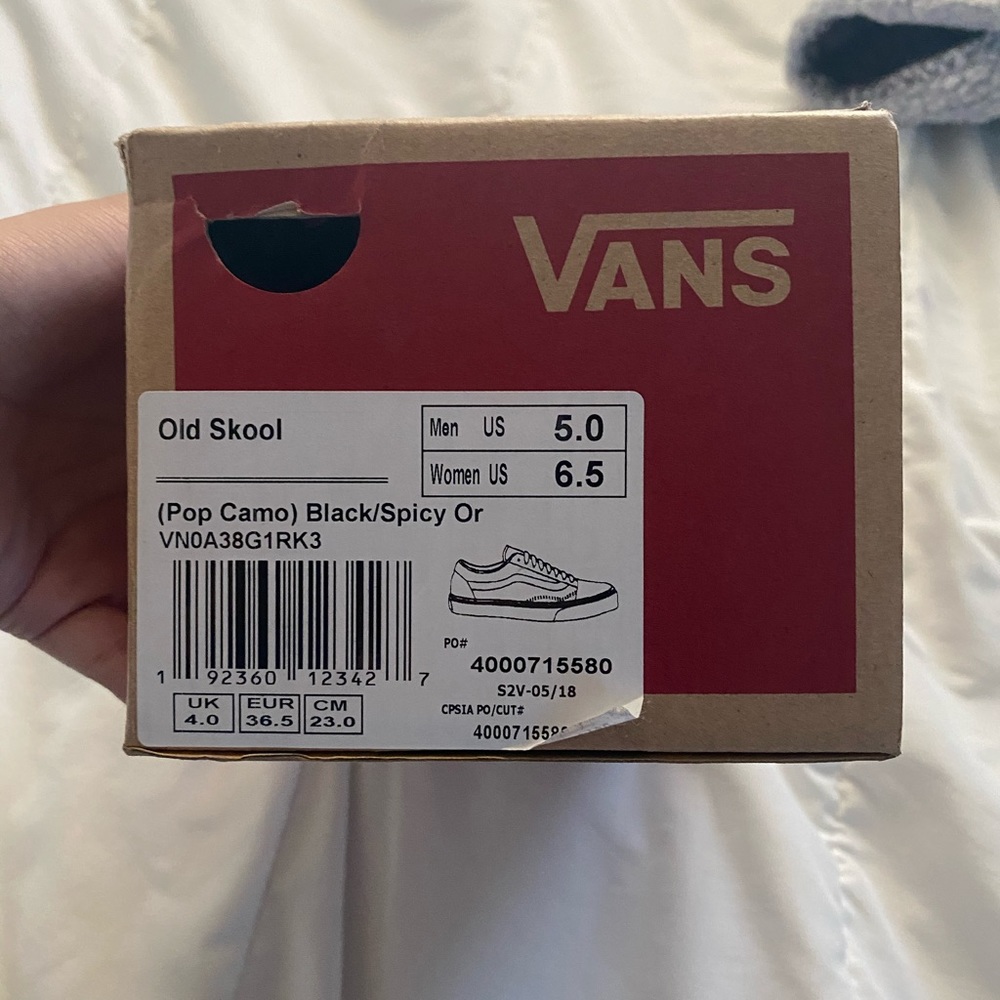 VANS
Old Skool
Men US 5.0
Women US 6.5
(Pop Camo) Black/Spicy Or
VN0A38G1RK3
PO#
4000715580
S2V-05/18
CPSIA PO/CUT#
1 92360 12342 7
UK 4.0
EUR 36.5
CM 23.0